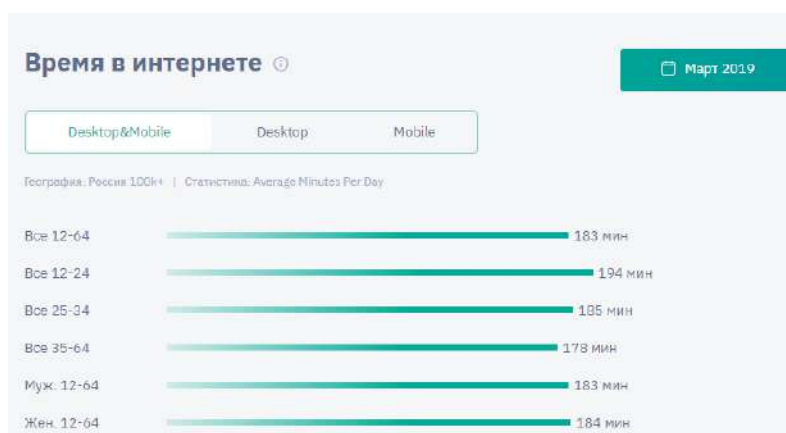 Время в интернете
Март 2019
Desktop&Mobile Desktop Mobile
География: Россия 100k+ | Статистика: Average Minutes Per Day
Все 12-64 183 мин
Все 12-24 194 мин
Все 25-34 185 мин
Все 35-64 178 мин
Муж. 12-64 183 мин
Жен. 12-64 184 мин